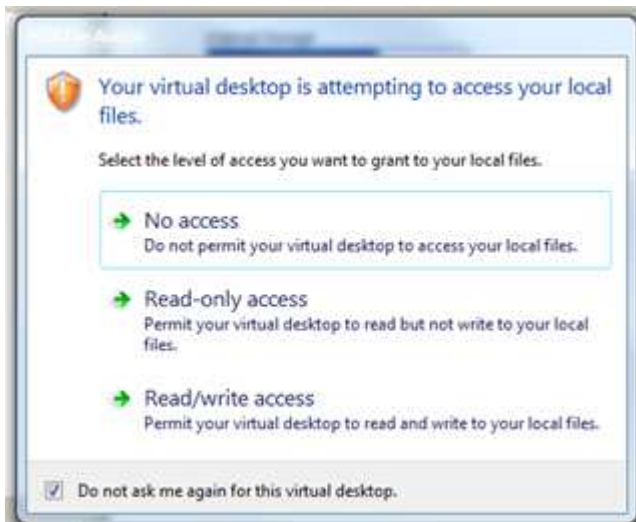 Your virtual desktop is attempting to access your local
files.
Select the level of access you want to grant to your local files.
No access
Do not permit your virtual desktop to access your local files.
Read-only access
Permit your virtual desktop to read but not write to your local
files.
Read/write access
Permit your virtual desktop to read and write to your local files.
Do not ask me again for this virtual desktop.